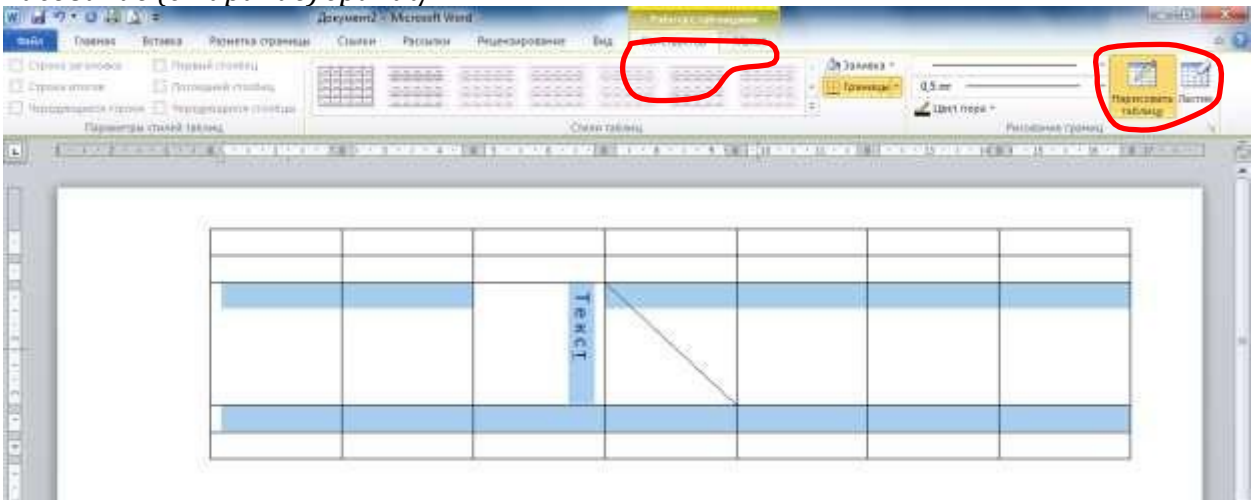 Документ2 - Microsoft Word
Работа с таблицами
Файл Главная Вставка Разметка страницы Ссылки Рассылки Рецензирование Вид
Строка заголовка Первый столбец
Строка итогов Последний столбец
Чередующиеся строки Чередующиеся столбцы
Параметры стилей таблиц
Стили таблиц
Заливка
Границы
0,5 пт
Цвет пера
Нарисовать таблицу
Ластик
Рисование границ
Текст